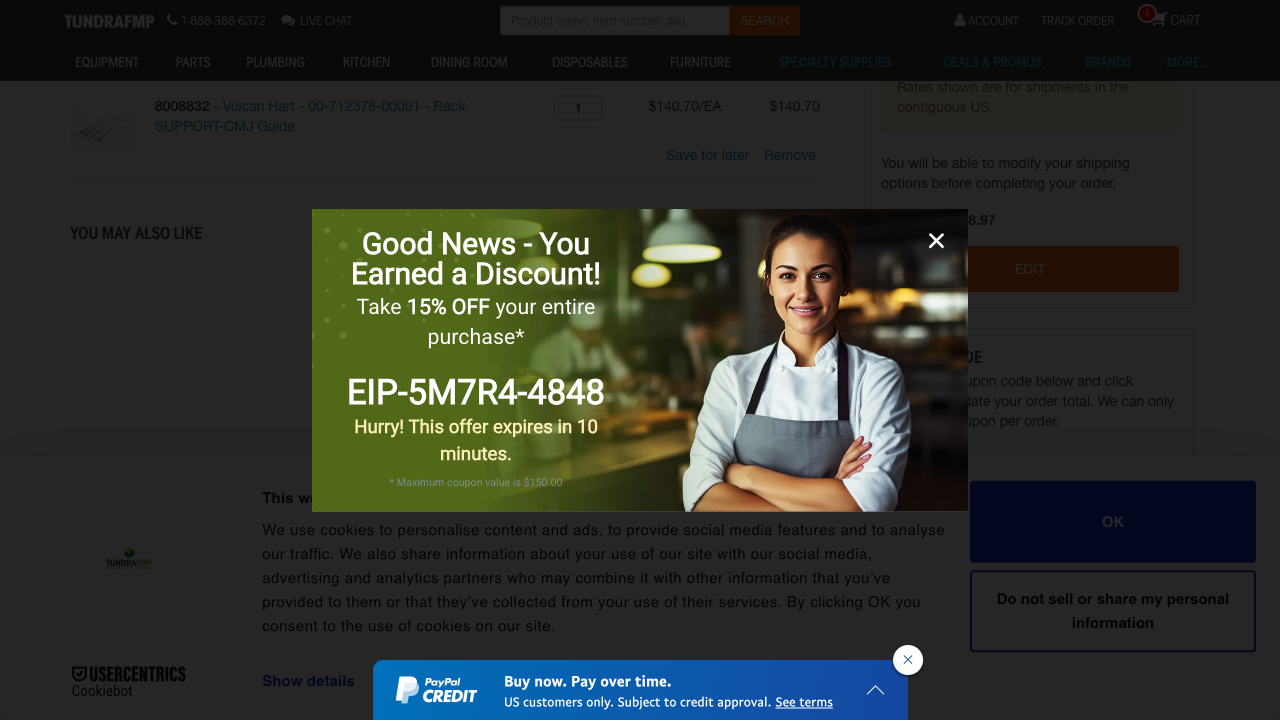 TUNDRAFMP
1-888-388-6372
LIVE CHAT
Product name, item number, sku
SEARCH
ACCOUNT
TRACK ORDER
1
CART
EQUIPMENT
PARTS
PLUMBING
KITCHEN
DINING ROOM
DISPOSABLES
FURNITURE
SPECIALTY SUPPLIES
DEALS & PROMOS
BRANDS
MORE...
8008832 - Vulcan Hart - 00-712378-00001 - Rack
SUPPORT-CMJ Guide
1
$140.70/EA
$140.70
Save for later
Remove
YOU MAY ALSO LIKE
Rates shown are for shipments in the
contiguous US.
You will be able to modify your shipping
options before completing your order.
8.97
EDIT
DE
upon code below and click
date your order total. We can only
upon per order.
Good News - You
Earned a Discount!
Take 15% OFF your entire
purchase*
EIP-5M7R4-4848
Hurry! This offer expires in 10
minutes.
* Maximum coupon value is $150.00
This w
We use cookies to personalise content and ads, to provide social media features and to analyse
our traffic. We also share information about your use of our site with our social media,
advertising and analytics partners who may combine it with other information that you've
provided to them or that they've collected from your use of their services. By clicking OK you
consent to the use of cookies on our site.
TUNDRAFMP
USERCENTRICS
Cookiebot
Show details
OK
Do not sell or share my personal
information
PayPal
CREDIT
Buy now. Pay over time.
US customers only. Subject to credit approval. See terms